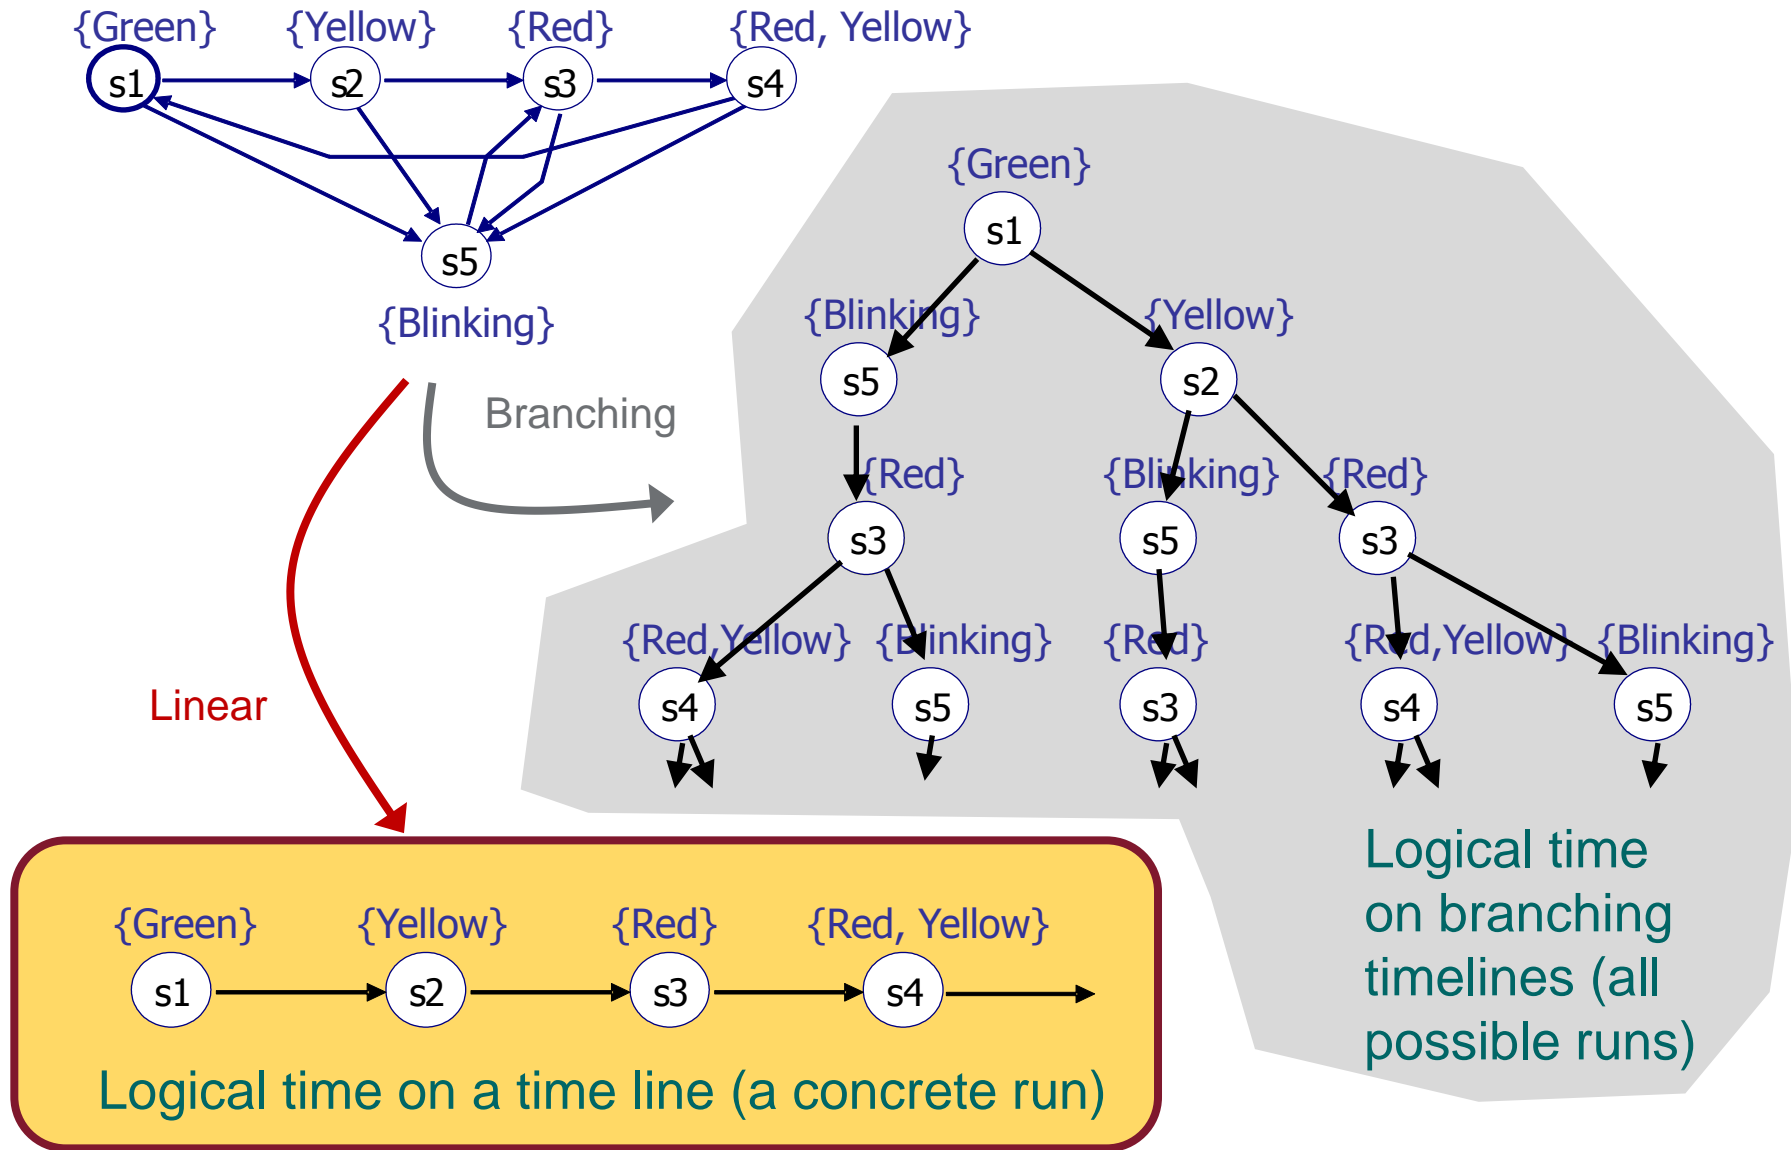 {Green} {Yellow} {Red} {Red, Yellow}
s1 s2 s3 s4
s5
{Blinking}
Branching
Linear
{Green}
s1
{Blinking} {Yellow}
s5 s2
{Red} {Blinking} {Red}
s3 s5 s3
{Red,Yellow} {Blinking} {Red} {Red,Yellow} {Blinking}
s4 s5 s3 s4 s5
Logical time
on branching
timelines (all
possible runs)
{Green} {Yellow} {Red} {Red, Yellow}
s1 s2 s3 s4
Logical time on a time line (a concrete run)